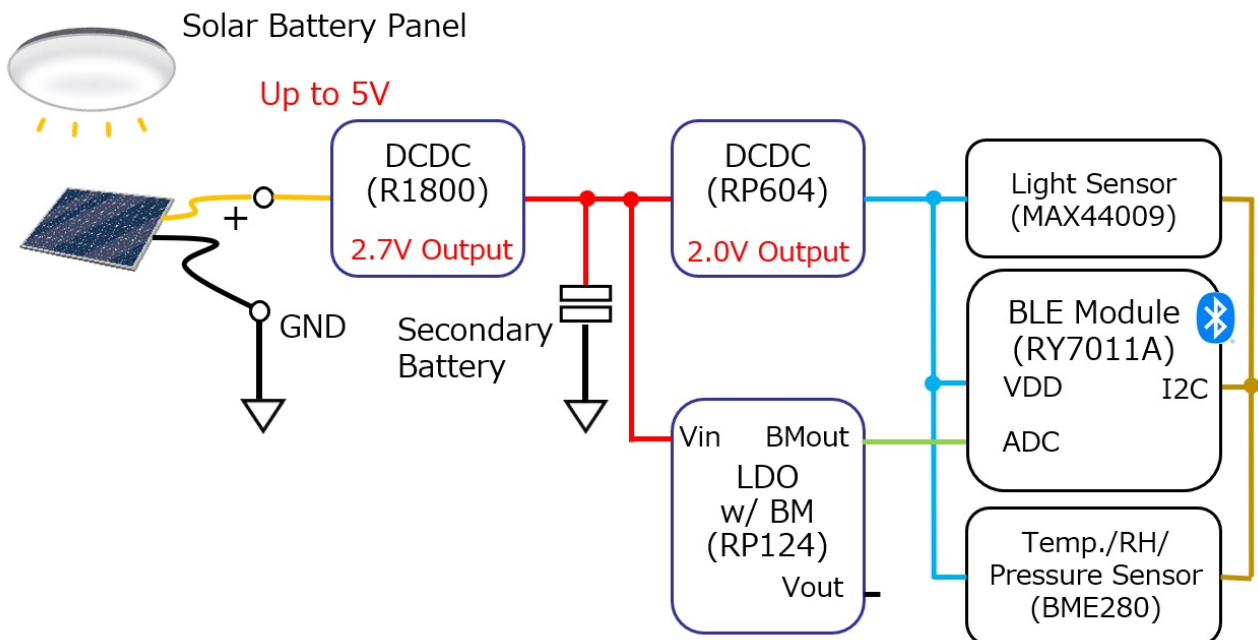 Solar Battery Panel
Up to 5V
+
GND
DCDC
(R1800)
2.7V Output
Secondary
Battery
DCDC
(RP604)
2.0V Output
Vin
BMout
LDO
w/ BM
(RP124)
Vout
Light Sensor
(MAX44009)
BLE Module
(RY7011A)
VDD
I2C
ADC
Temp./RH/
Pressure Sensor
(BME280)